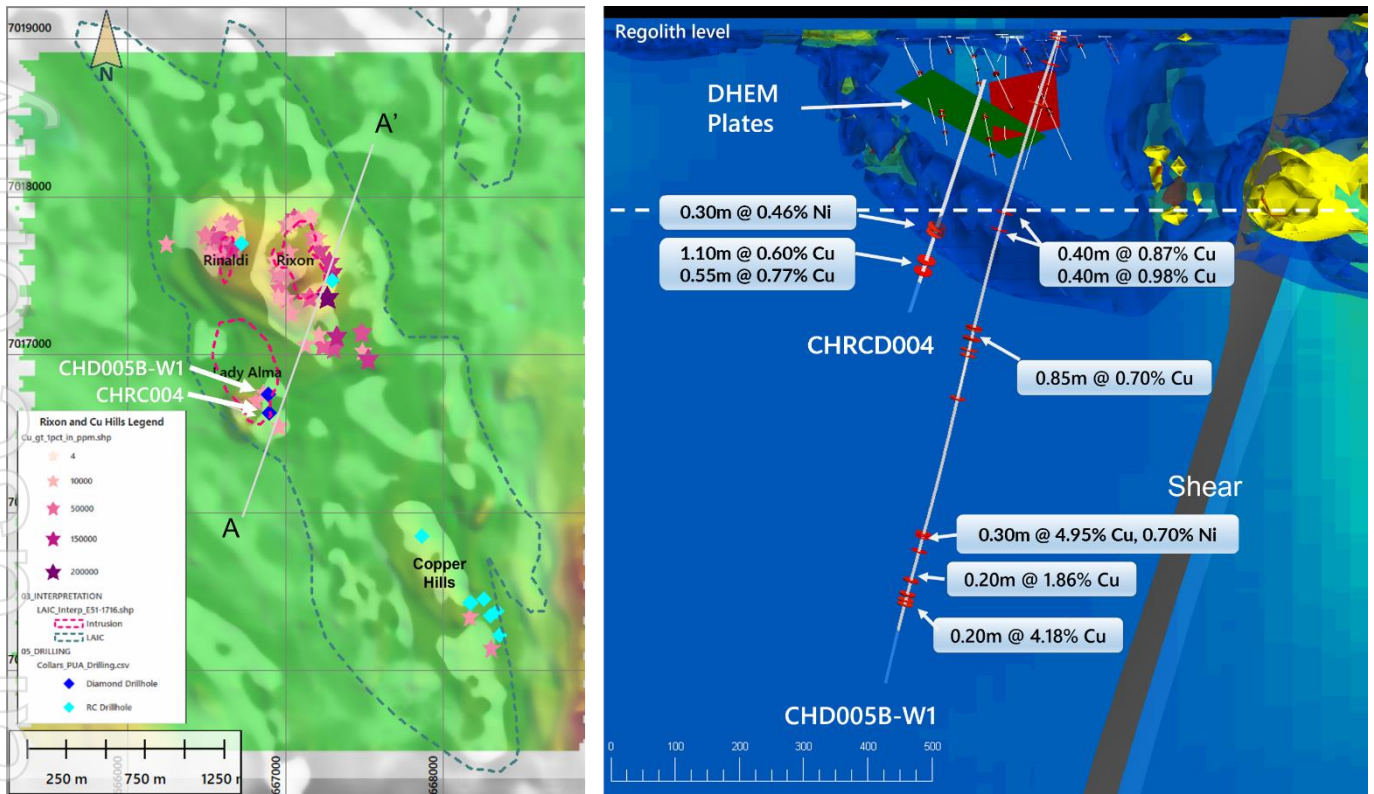 7019000
N
A'
7018000
Rinaldi
Rixon
7017000
CHD005B-W1
Lady Alma
CHRC004
Rixon and Cu Hills Legend
Cu_gt_1pct_in_ppm.shp
4
10000
50000
150000
200000
03_INTERPRETATION
LAIC_Interp_E51-1716.shp
Intrusion
LAIC
05_DRILLING
Collars_PUA_Drilling.csv
Diamond Drillhole
RC Drillhole
A
Copper
Hills
250 m
750 m
1250
666000
667000
668000
Regolith level
DHEM
Plates
0.30m @ 0.46% Ni
1.10m @ 0.60% Cu
0.55m @ 0.77% Cu
0.40m @ 0.87% Cu
0.40m @ 0.98% Cu
CHRCD004
0.85m @ 0.70% Cu
Shear
0.30m @ 4.95% Cu, 0.70% Ni
0.20m @ 1.86% Cu
0.20m @ 4.18% Cu
CHD005B-W1
0
100
200
300
400
500